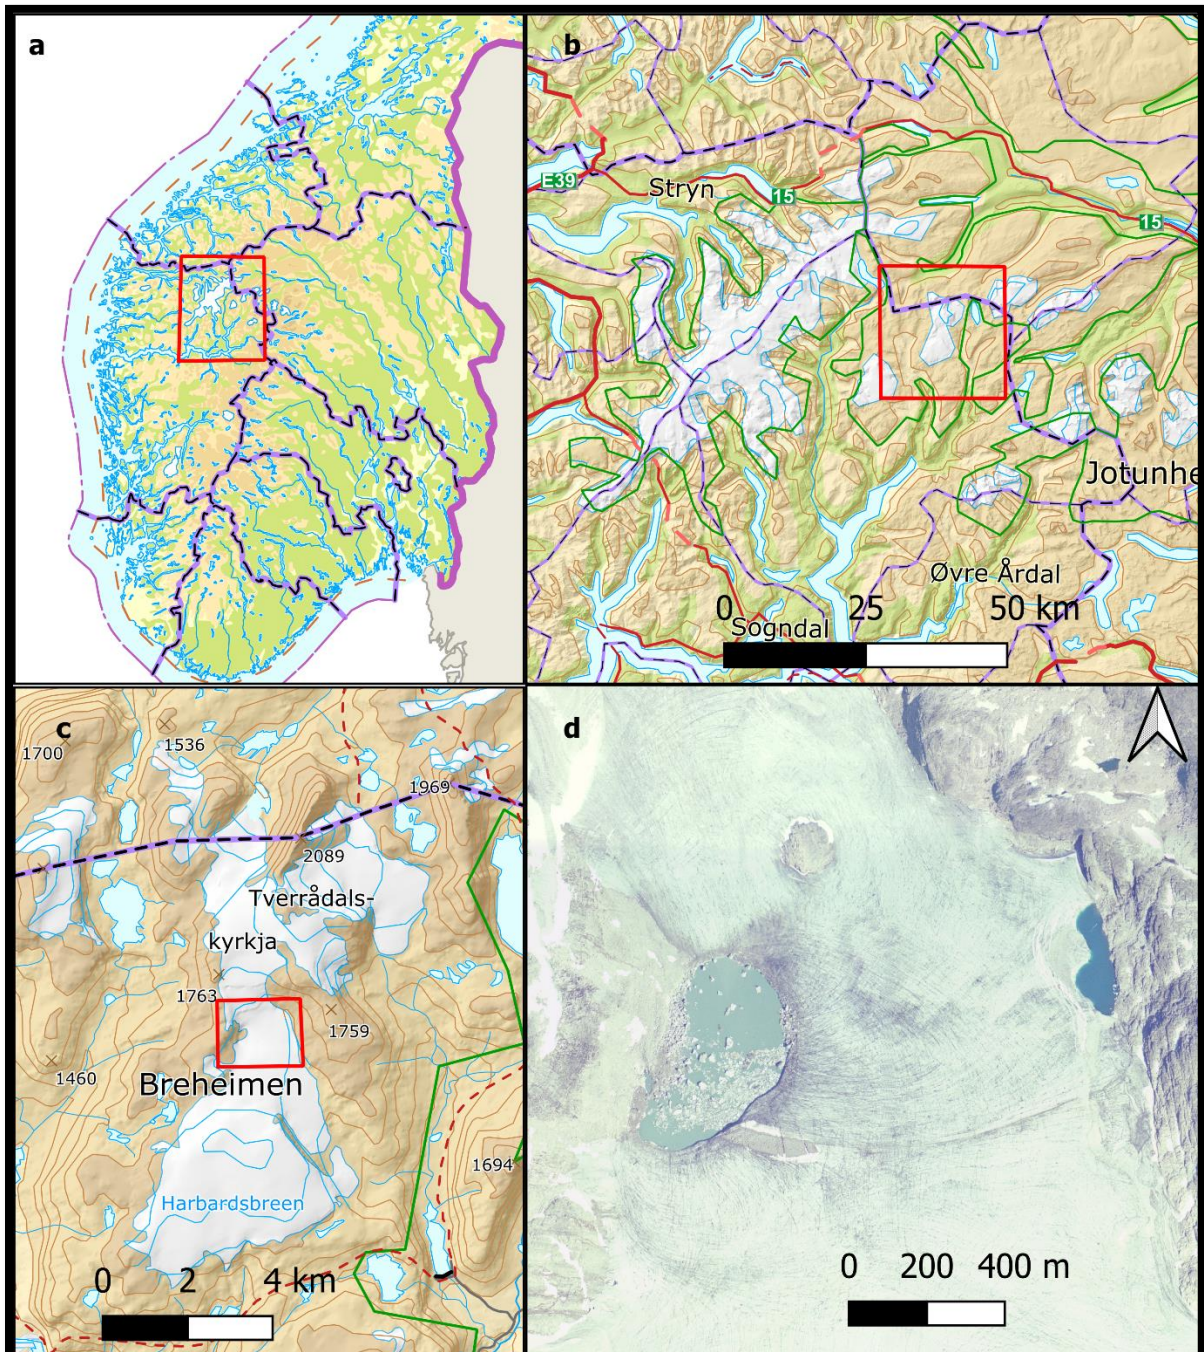 a
b
E39
Stryn
15
15
Jotunhe
Øvre Årdal
0 25 50 km
Sogndal
c
1700
1536
1969
2089
Tverrådals-
kyrkja
1763
1759
1460
Breheimen
1694
Harbardsbreen
0 2 4 km
d
0 200 400 m